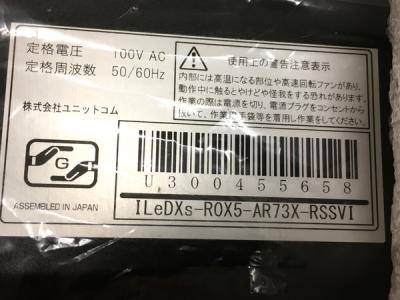 定格電圧 100V AC
定格周波数 50/60Hz
株式会社ユニットコム
使用上の警告注意表示
内部には高温になる部位や高速回転ファンがあり、
動作中に触るとやけどや怪我をする恐れがあります。
作業の際は電源を切り、電源プラグをコンセントから
抜いて、作業用手袋等を着用し作業をしてください。
G
ASSEMBLED IN JAPAN
U300455658
ILeDXs-R0X5-AR73X-RSSVI